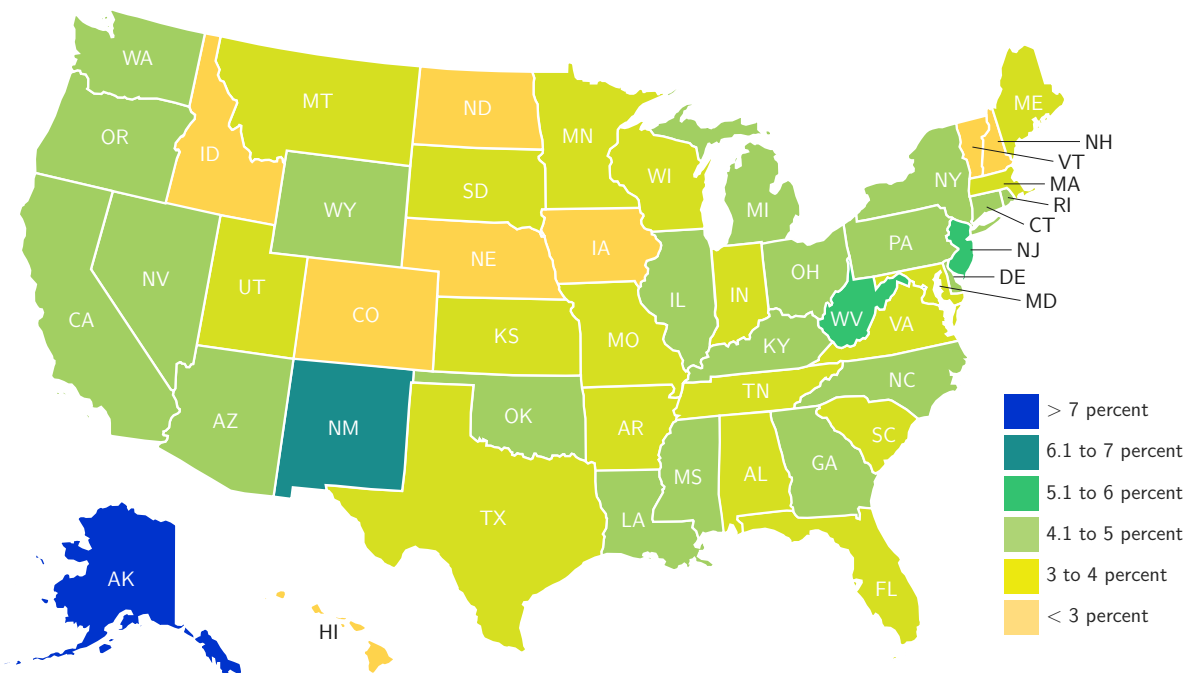 WA
ME
MT
ND
OR
MN
NH
ID
VT
WI
NY
MA
SD
RI
WY
MI
CT
PA
NJ
IA
NE
OH
NV
DE
UT
IN
IL
MD
CO
WV
CA
VA
KS
MO
KY
NC
TN
AZ
OK
NM
AR
SC
GA
AL
MS
TX
LA
AK
FL
HI
> 7 percent
6.1 to 7 percent
5.1 to 6 percent
4.1 to 5 percent
3 to 4 percent
< 3 percent